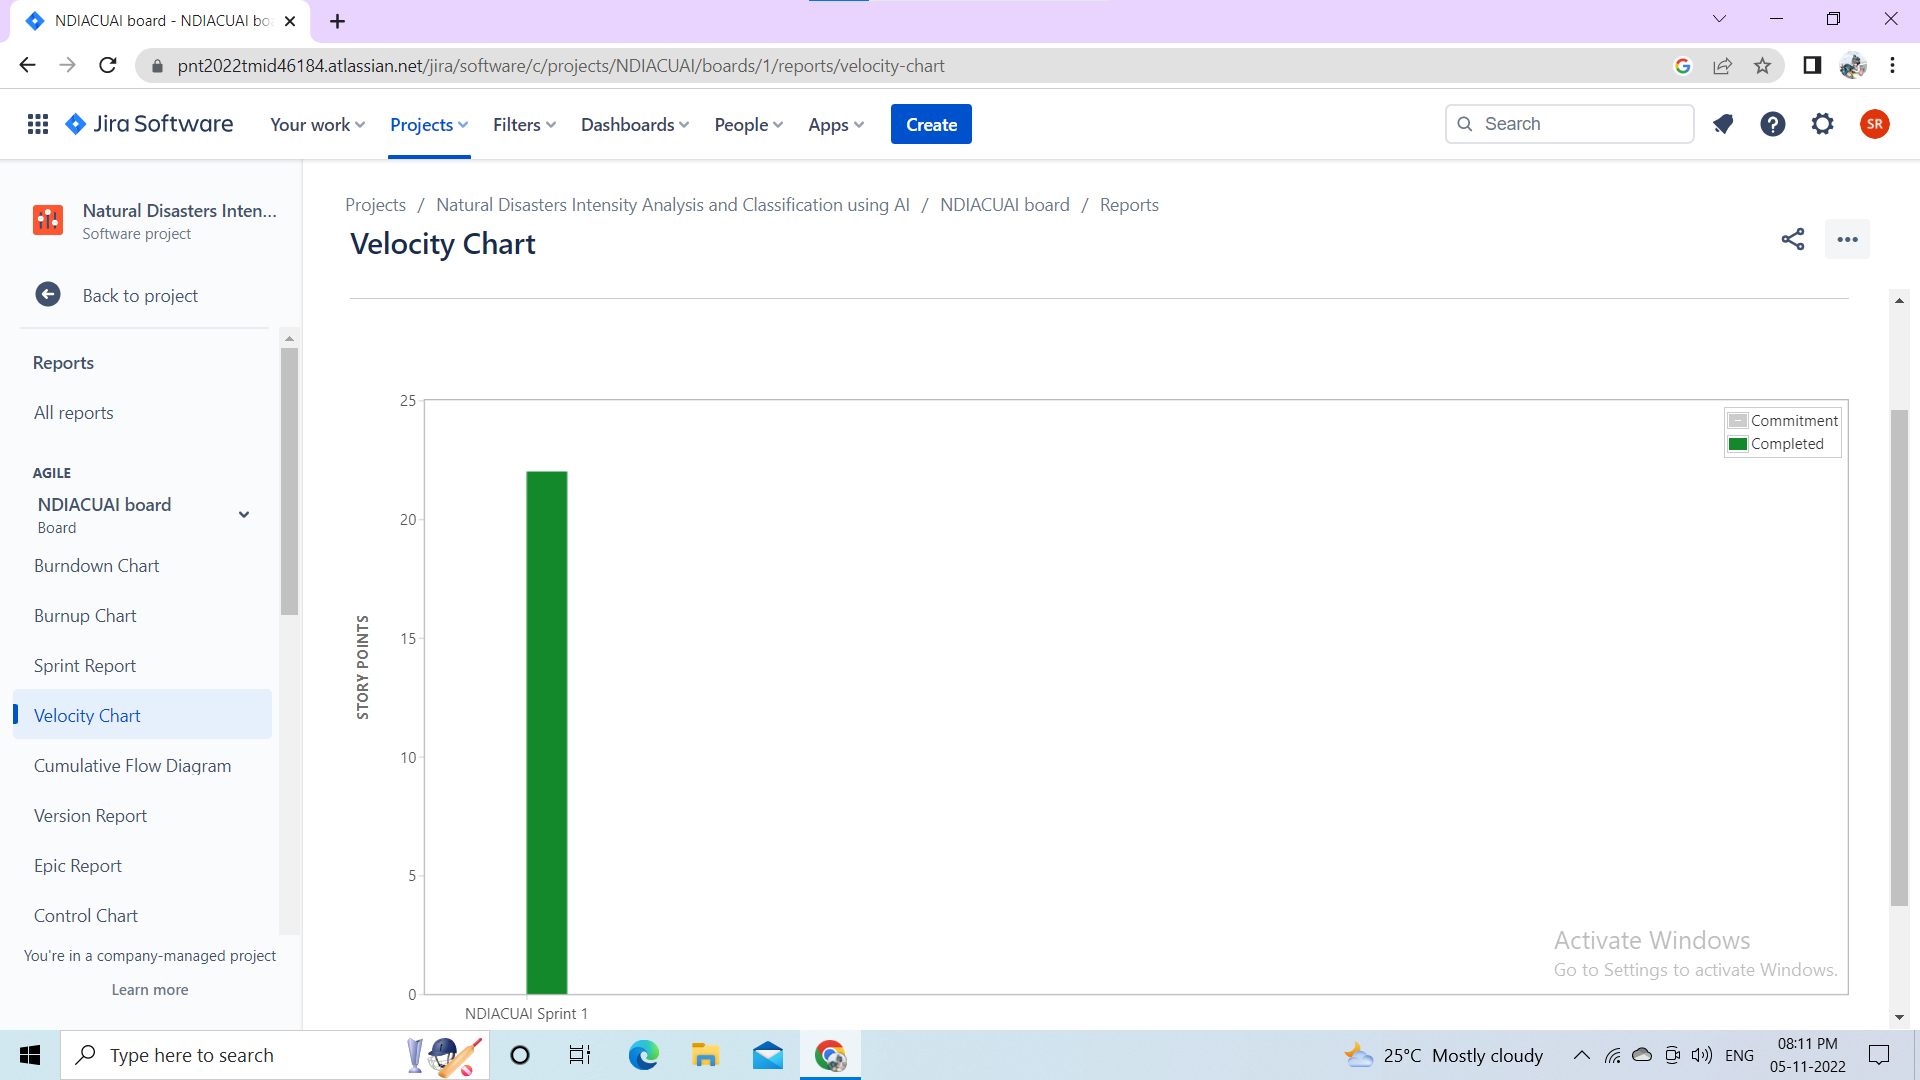 NDIACUAI board - NDIACUAI bo
pnt2022tmid46184.atlassian.net/jira/software/c/projects/NDIACUAI/boards/1/reports/velocity-chart
Jira Software
Your work
Projects
Filters
Dashboards
People
Apps
Create
Search
SR
Natural Disasters Inten...
Software project
Back to project
Reports
All reports
AGILE
NDIACUAI board
Board
Burndown Chart
Burnup Chart
Sprint Report
Velocity Chart
Cumulative Flow Diagram
Version Report
Epic Report
Control Chart
You're in a company-managed project
Learn more
Projects / Natural Disasters Intensity Analysis and Classification using AI / NDIACUAI board / Reports
Velocity Chart
25
20
15
10
5
0
STORY POINTS
Commitment
Completed
NDIACUAI Sprint 1
Activate Windows
Go to Settings to activate Windows.
Type here to search
25°C Mostly cloudy
ENG
08:11 PM
05-11-2022